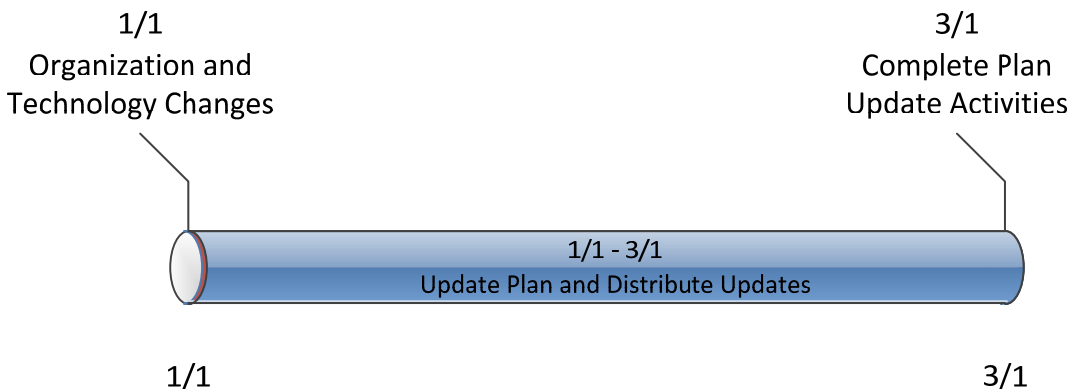 1/1
Organization and
Technology Changes
3/1
Complete Plan
Update Activities
1/1 - 3/1
Update Plan and Distribute Updates
1/1
3/1